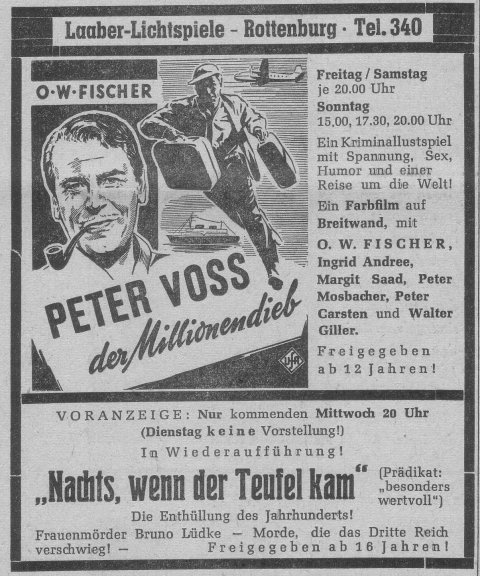 Laaber-Lichtspiele - Rottenburg · Tel. 340
O·W·FISCHER
PETER VOSS
der Millionendieb
Ufa
Freitag / Samstag
je 20.00 Uhr
Sonntag
15.00, 17.30, 20.00 Uhr
Ein Kriminallustspiel
mit Spannung, Sex,
Humor und einer
Reise um die Welt!
Ein Farbfilm auf
Breitwand, mit
O. W. FISCHER,
Ingrid Andree,
Margit Saad, Peter
Mosbacher, Peter
Carsten und Walter
Giller.
Freigegeben
ab 12 Jahren!
VORANZEIGE: Nur kommenden Mittwoch 20 Uhr
(Dienstag keine Vorstellung!)
In Wiederaufführung!
„Nachts, wenn der Teufel kam“
(Prädikat:
„besonders
wertvoll“)
Die Enthüllung des Jahrhunderts!
Frauenmörder Bruno Lüdke — Morde, die das Dritte Reich
verschwieg! — Freigegeben ab 16 Jahren!